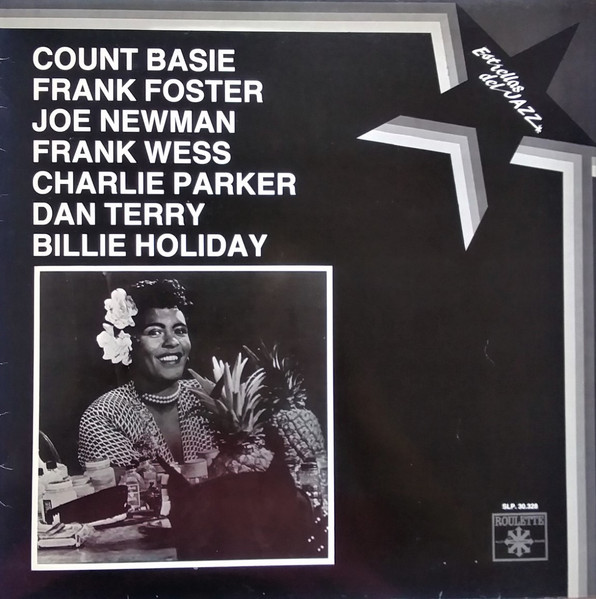 COUNT BASIE
FRANK FOSTER
JOE NEWMAN
FRANK WESS
CHARLIE PARKER
DAN TERRY
BILLIE HOLIDAY
Estrellas
del JAZZ
SLP. 30.328
ROULETTE